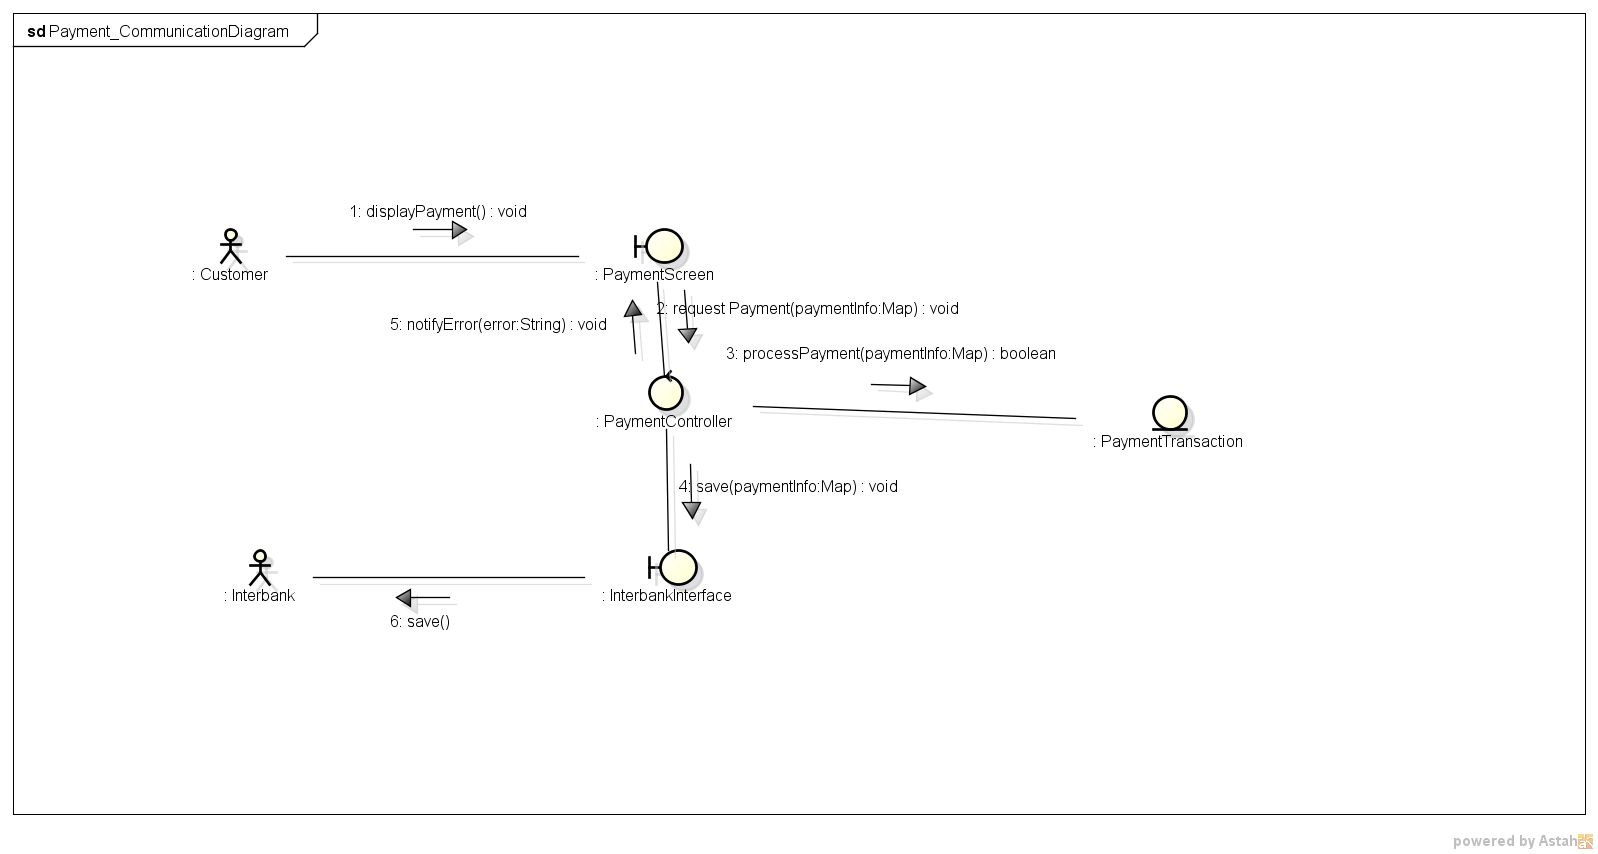 sd Payment_CommunicationDiagram
1: displayPayment() : void
: Customer
: PaymentScreen
2: request Payment(paymentInfo:Map) : void
5: notifyError(error:String) : void
3: processPayment(paymentInfo:Map) : boolean
: PaymentController
: PaymentTransaction
4: save(paymentInfo:Map) : void
: Interbank
: InterbankInterface
6: save()
powered by Astah